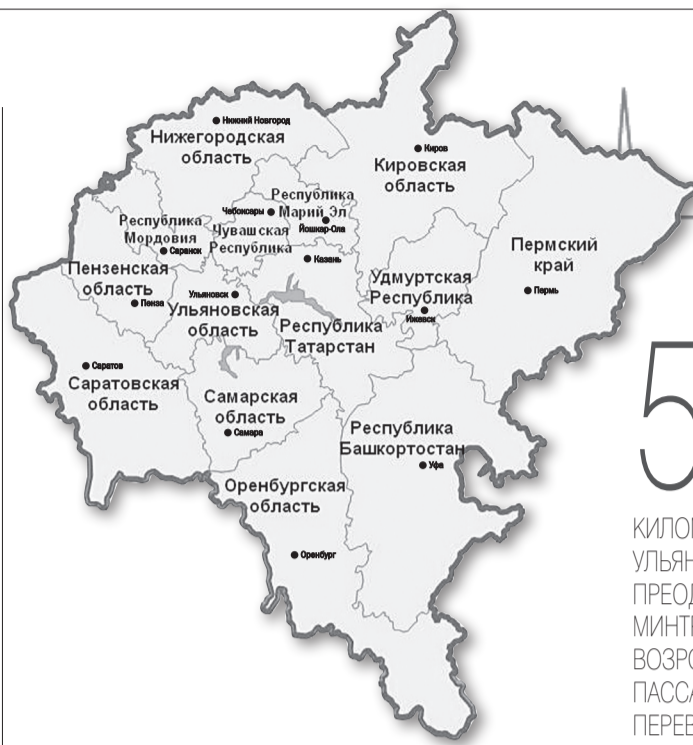 Нижний Новгород
Нижегородская
область
Киров
Кировская
область
Республика
Марий Эл
Йошкар-Ола
Чебоксары
Чувашская
Республика
Республика
Мордовия
Саранск
Казань
Пермский
край
Пермь
Удмуртская
Республика
Ижевск
Пензенская
область
Пенза
Ульяновск
Ульяновская
область
Республика
Татарстан
Саратов
Саратовская
область
Самарская
область
Самара
Республика
Башкортостан
Уфа
Оренбургская
область
Оренбург
5